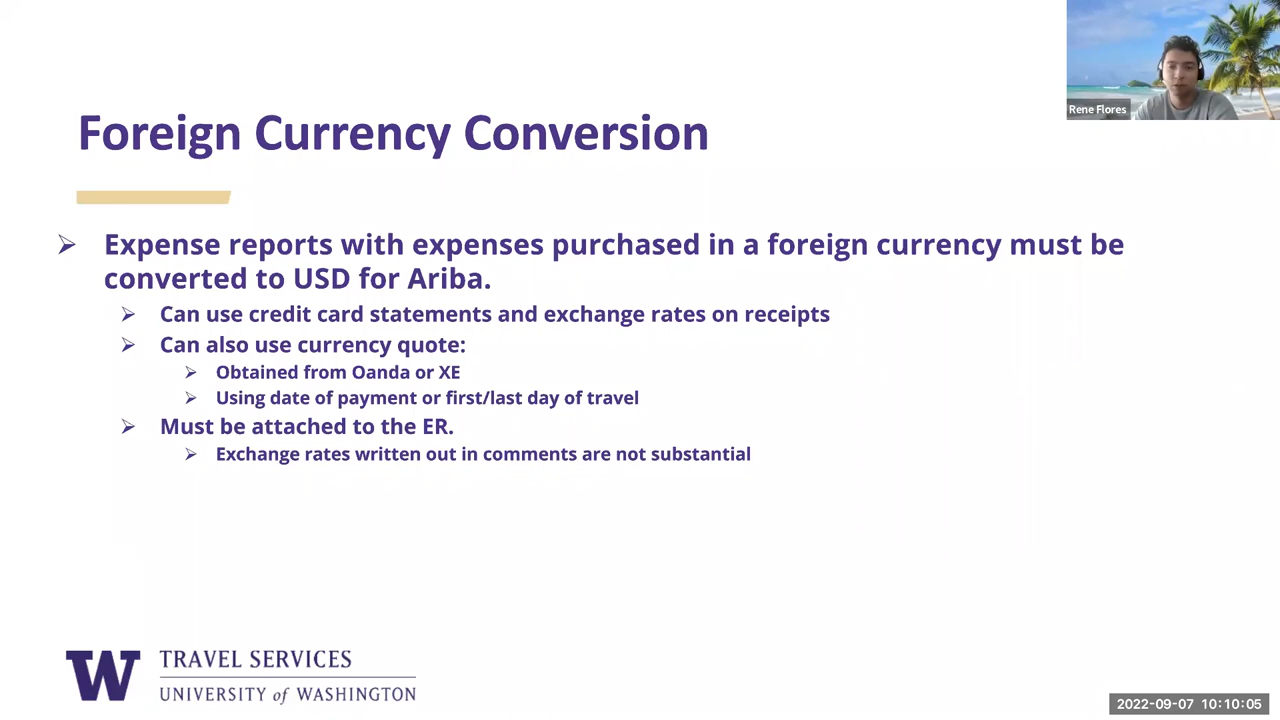 Rene Flores
Foreign Currency Conversion
Expense reports with expenses purchased in a foreign currency must be
converted to USD for Ariba.
Can use credit card statements and exchange rates on receipts
Can also use currency quote:
Obtained from Oanda or XE
Using date of payment or first/last day of travel
Must be attached to the ER.
Exchange rates written out in comments are not substantial
W
TRAVEL SERVICES
UNIVERSITY of WASHINGTON
2022-09-07 10:10:05